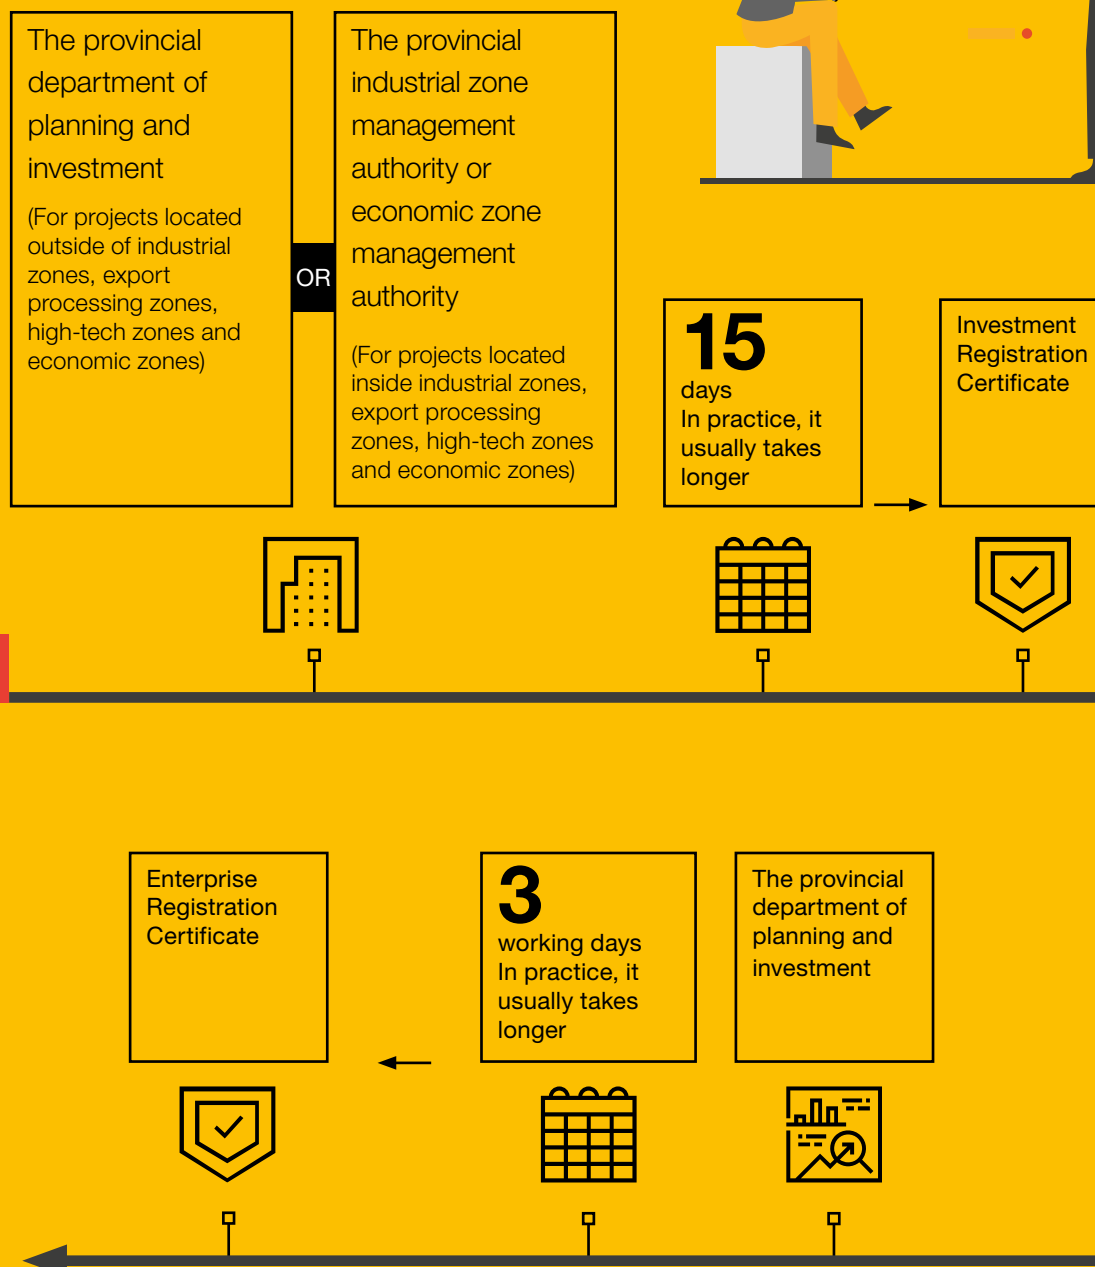 The provincial
department of
planning and
investment
(For projects located
outside of industrial
zones, export
processing zones,
high-tech zones and
economic zones)
OR
The provincial
industrial zone
management
authority or
economic zone
management
authority
(For projects located
inside industrial zones,
export processing
zones, high-tech zones
and economic zones)
15
days
In practice, it
usually takes
longer
Investment
Registration
Certificate
Enterprise
Registration
Certificate
3
working days
In practice, it
usually takes
longer
The provincial
department of
planning and
investment